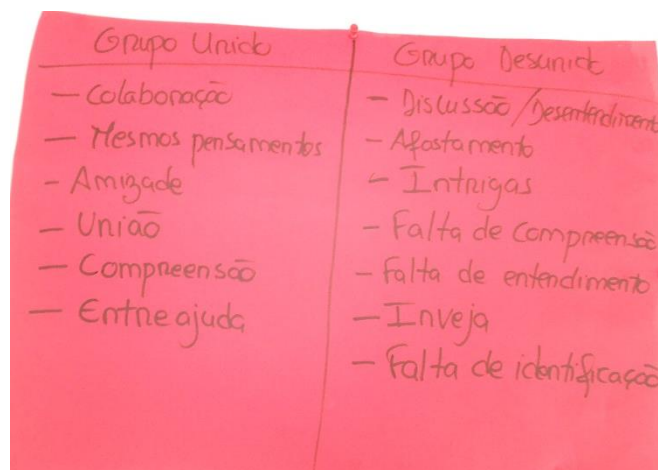 Grupo Unido
— Colaboração
— Mesmos pensamentos
- Amizade
- União
— Compreensão
— Entreajuda
Grupo Desunido
- Discussão/Desentendimento
- Afastamento
- Intrigas
- Falta de compreensão
- falta de entendimento
- Inveja
- Falta de identificação